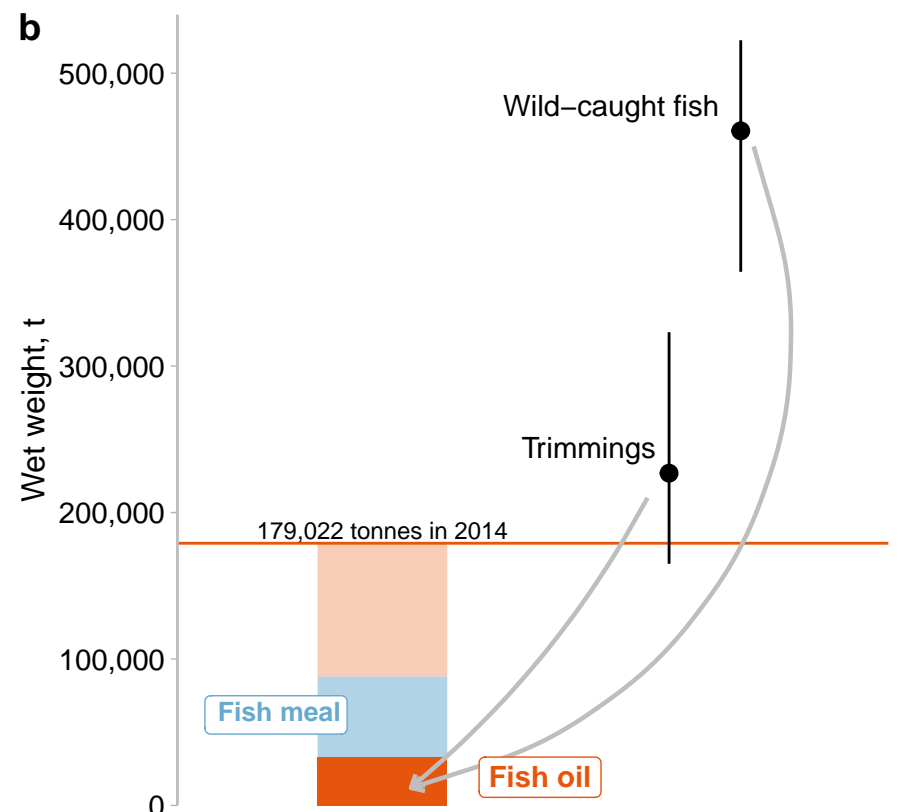 b
Wet weight, t
500,000
400,000
300,000
200,000
100,000
0
Wild−caught fish
Trimmings
179,022 tonnes in 2014
Fish meal
Fish oil